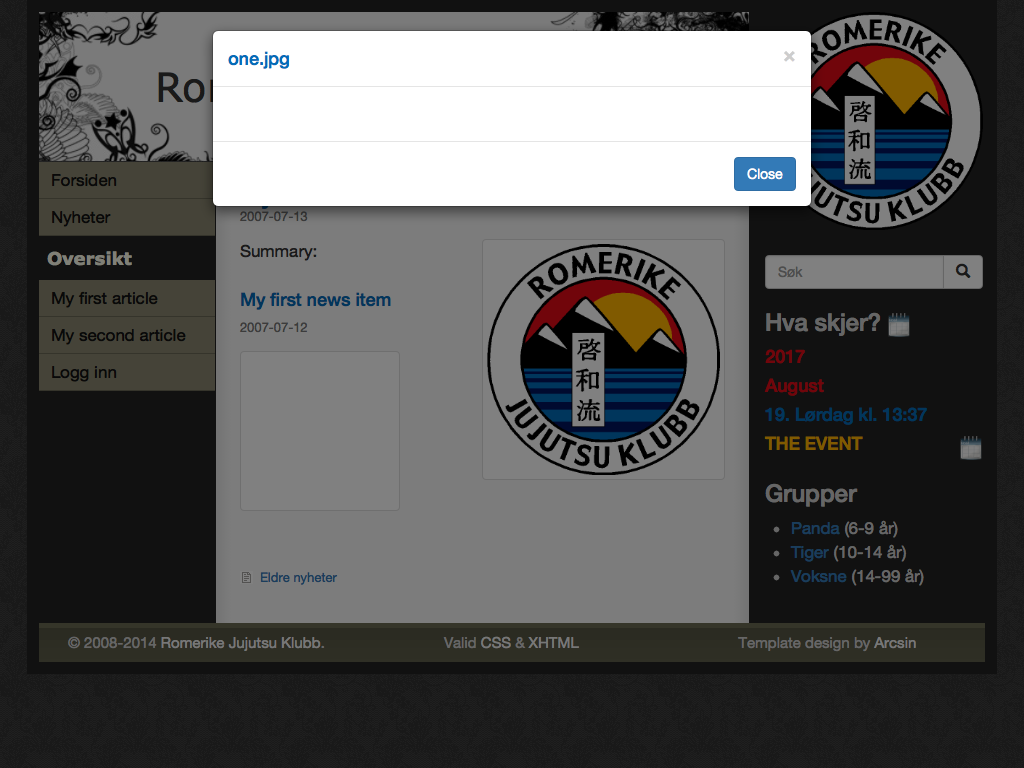 Ror
one.jpg
×
Close
ROMERIKE
啓和流
JUJUTSU KLUBB
Forsiden
Nyheter
Oversikt
My first article
My second article
Logg inn
2007-07-13
Summary:
My first news item
2007-07-12
ROMERIKE
啓和流
JUJUTSU KLUBB
Eldre nyheter
Søk
Hva skjer?
2017
August
19. Lørdag kl. 13:37
THE EVENT
Grupper
• Panda (6-9 år)
• Tiger (10-14 år)
• Voksne (14-99 år)
© 2008-2014 Romerike Jujutsu Klubb.
Valid CSS & XHTML
Template design by Arcsin